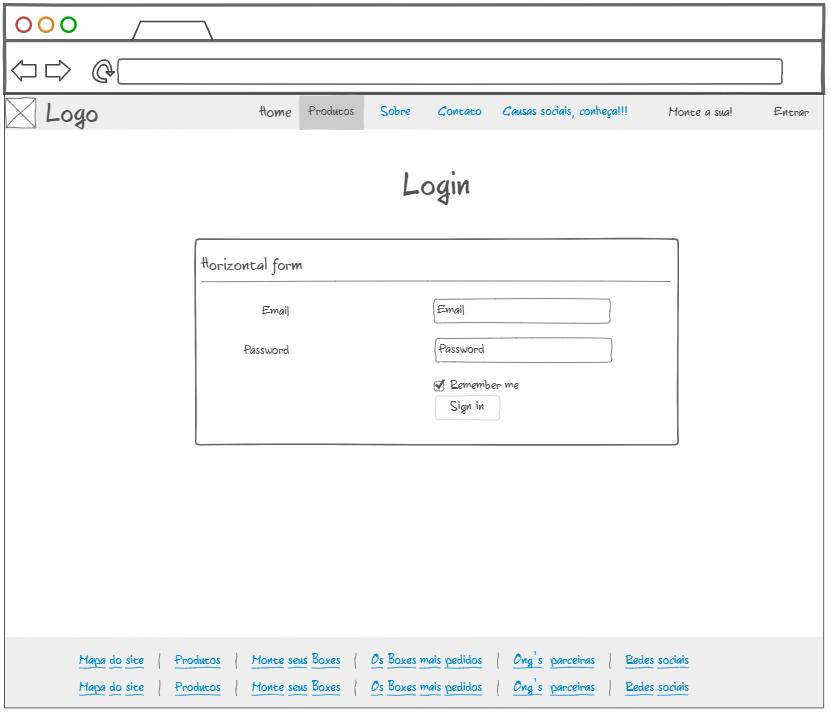 Logo Home Produtos Sobre Contato Causas sociais, conheça!!! Monte a sua! Entrar
Login
Horizontal form
Email Email
Password Password
Remember me
Sign in
Mapa do site | Produtos | Monte seus Boxes | Os Boxes mais pedidos | Ong's parceiras | Redes sociais
Mapa do site | Produtos | Monte seus Boxes | Os Boxes mais pedidos | Ong's parceiras | Redes sociais